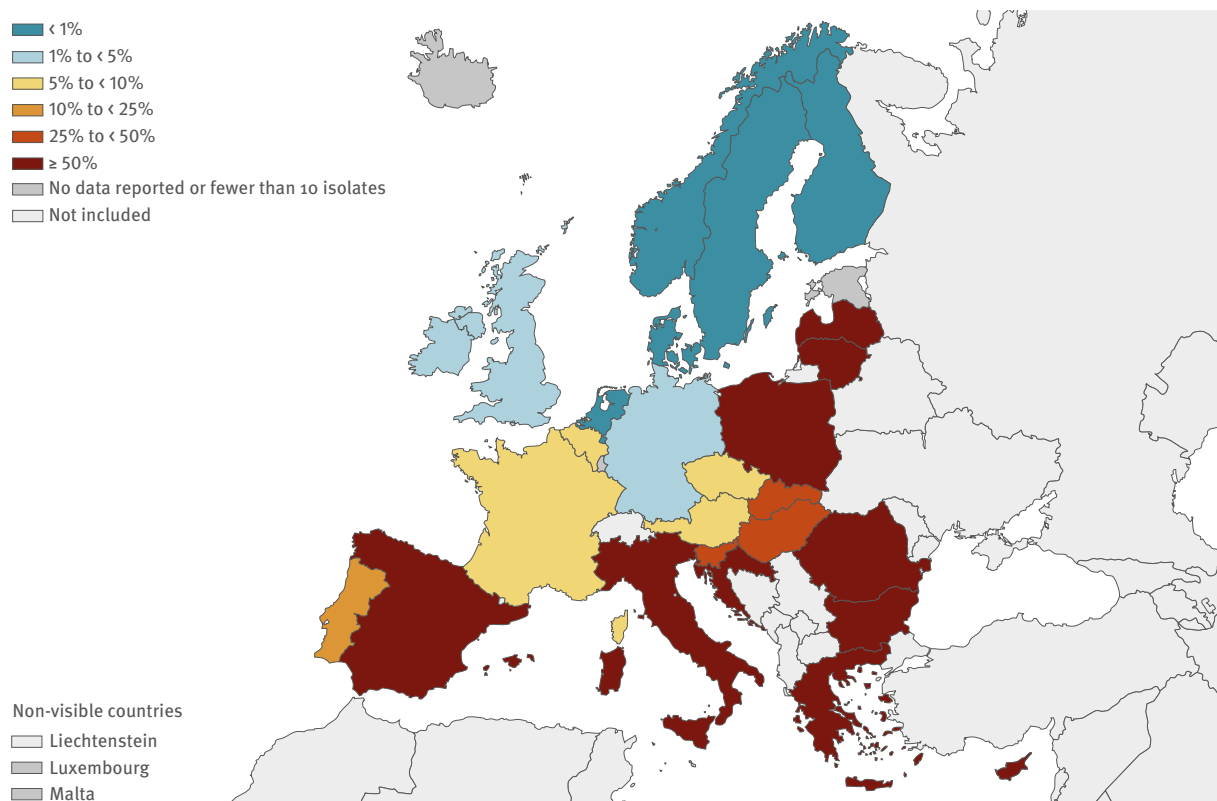 < 1%
1% to < 5%
5% to < 10%
10% to < 25%
25% to < 50%
≥ 50%
No data reported or fewer than 10 isolates
Not included
Non-visible countries
Liechtenstein
Luxembourg
Malta